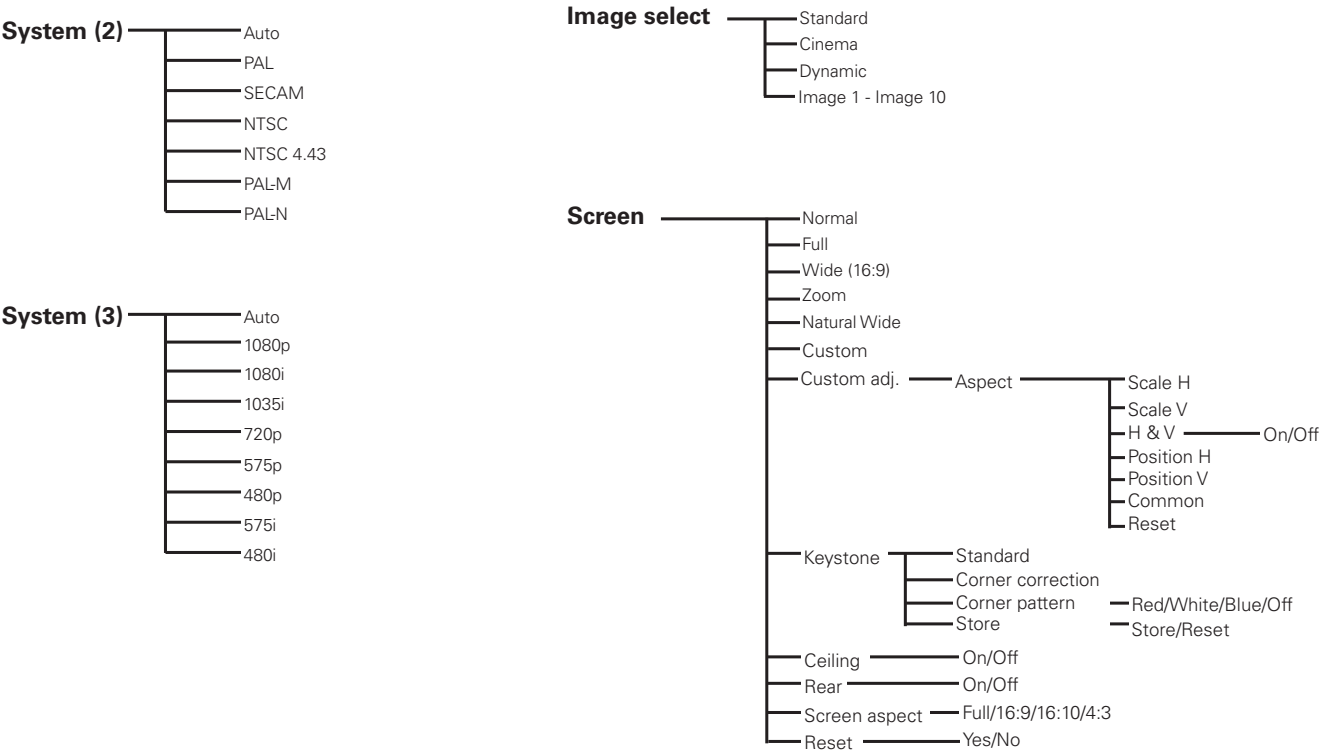 System (2)
Auto
PAL
SECAM
NTSC
NTSC 4.43
PAL-M
PAL-N
System (3)
Auto
1080p
1080i
1035i
720p
575p
480p
575i
480i
Image select
Standard
Cinema
Dynamic
Image 1 - Image 10
Screen
Normal
Full
Wide (16:9)
Zoom
Natural Wide
Custom
Custom adj.
Aspect
Scale H
Scale V
H & V
On/Off
Position H
Position V
Common
Reset
Keystone
Standard
Corner correction
Corner pattern
Red/White/Blue/Off
Store
Store/Reset
Ceiling
On/Off
Rear
On/Off
Screen aspect
Full/16:9/16:10/4:3
Reset
Yes/No